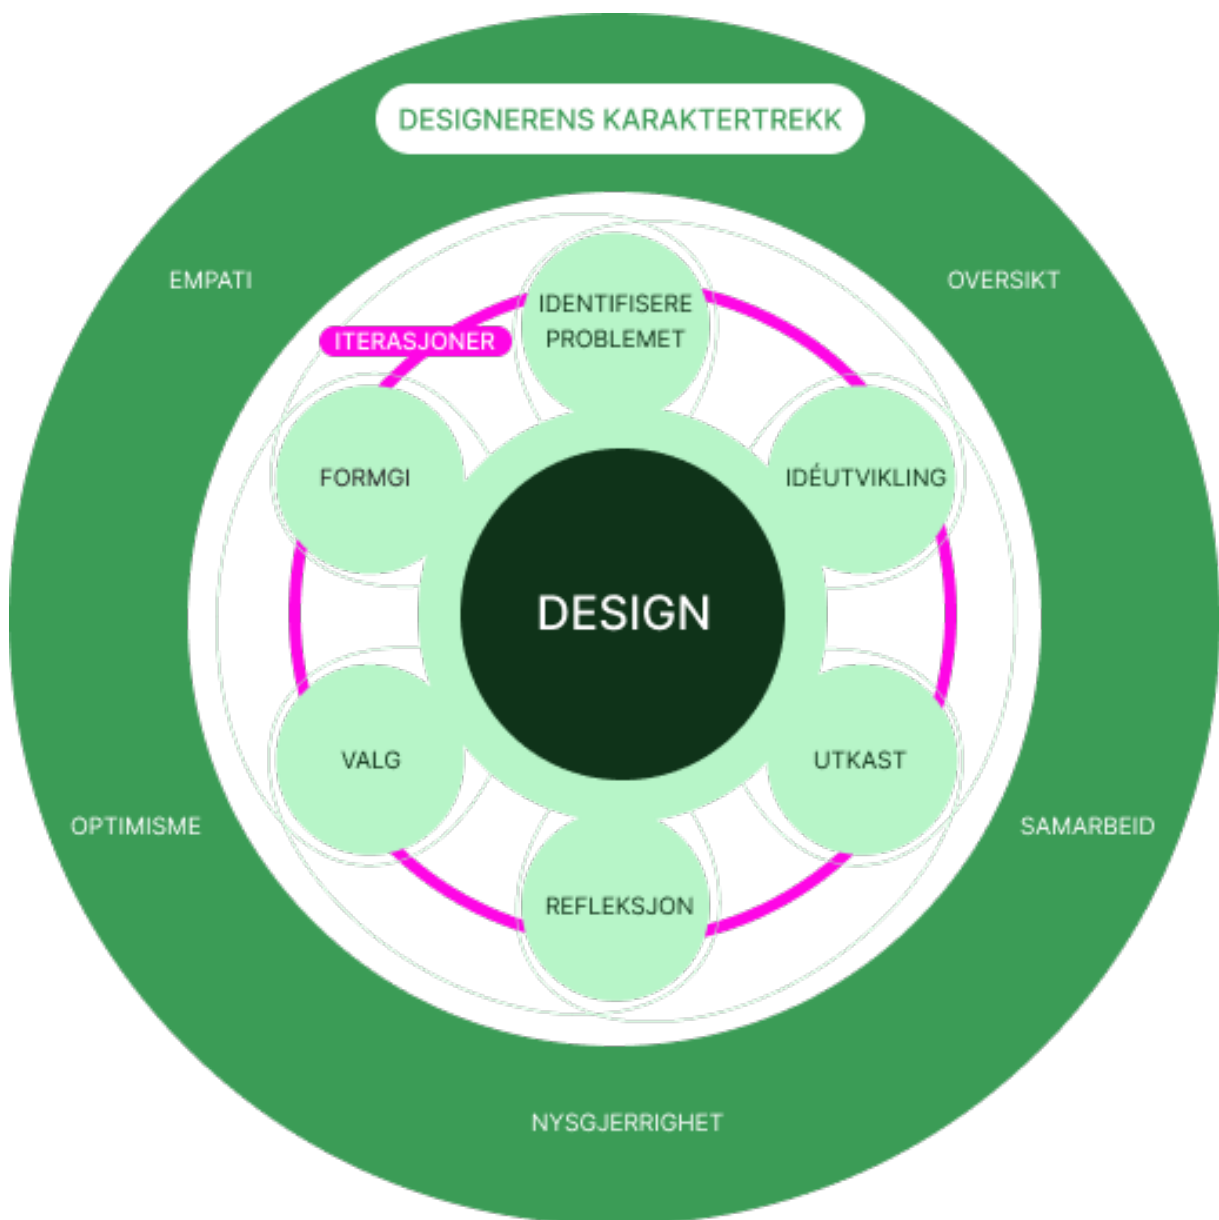 DESIGNERENS KARAKTERTREKK
EMPATI
OVERSIKT
IDENTIFISERE
PROBLEMET
ITERASJONER
FORMGI
IDÉUTVIKLING
DESIGN
VALG
UTKAST
OPTIMISME
SAMARBEID
REFLEKSJON
NYSGJERRIGHET